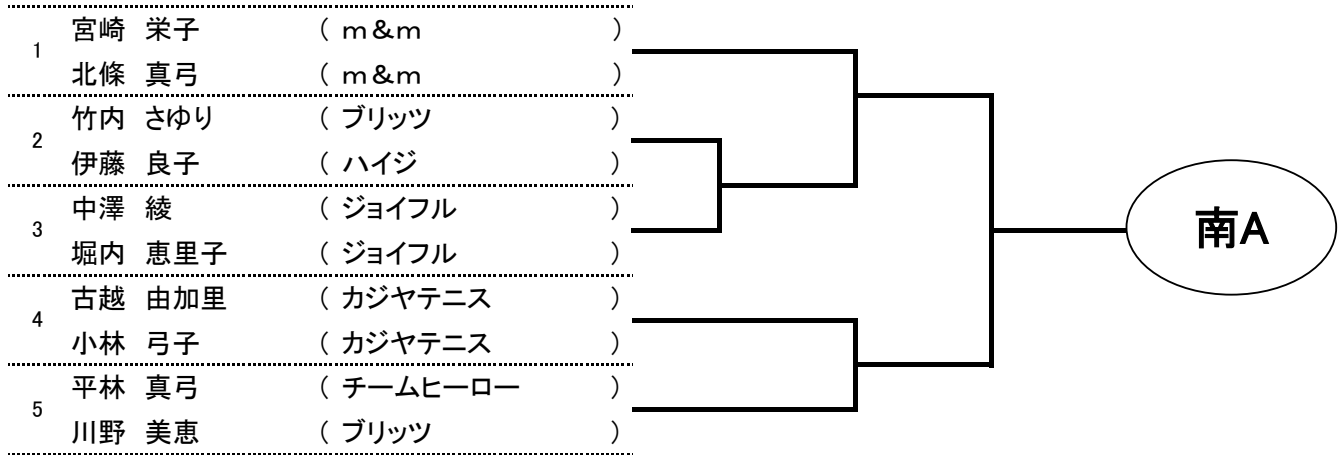 1
宮崎 栄子 ( m&m )
北條 真弓 ( m&m )
2
竹内 さゆり ( ブリッツ )
伊藤 良子 ( ハイジ )
3
中澤 綾 ( ジョイフル )
堀内 恵里子 ( ジョイフル )
4
古越 由加里 ( カジヤテニス )
小林 弓子 ( カジヤテニス )
5
平林 真弓 ( チームヒーロー )
川野 美恵 ( ブリッツ )
南A